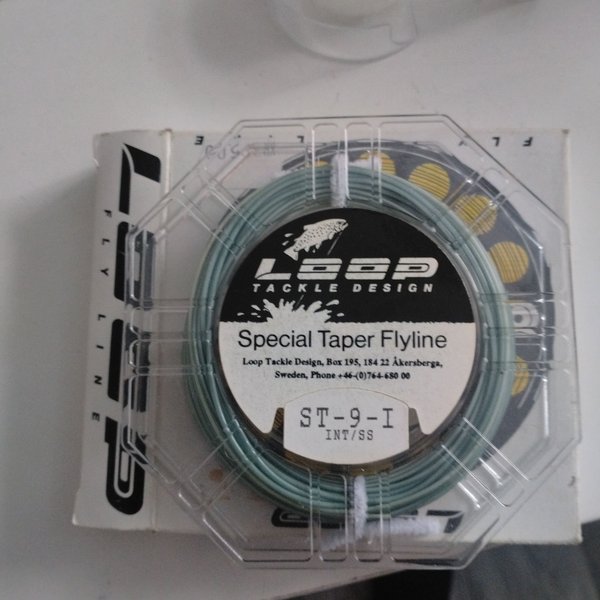 LOOP
FLY LINE
LOOP
TACKLE DESIGN
Special Taper Flyline
Loop Tackle Design, Box 195, 184 22 Åkersberga,
Sweden, Phone +46-(0)764-680 00
ST-9-I
INT/SS